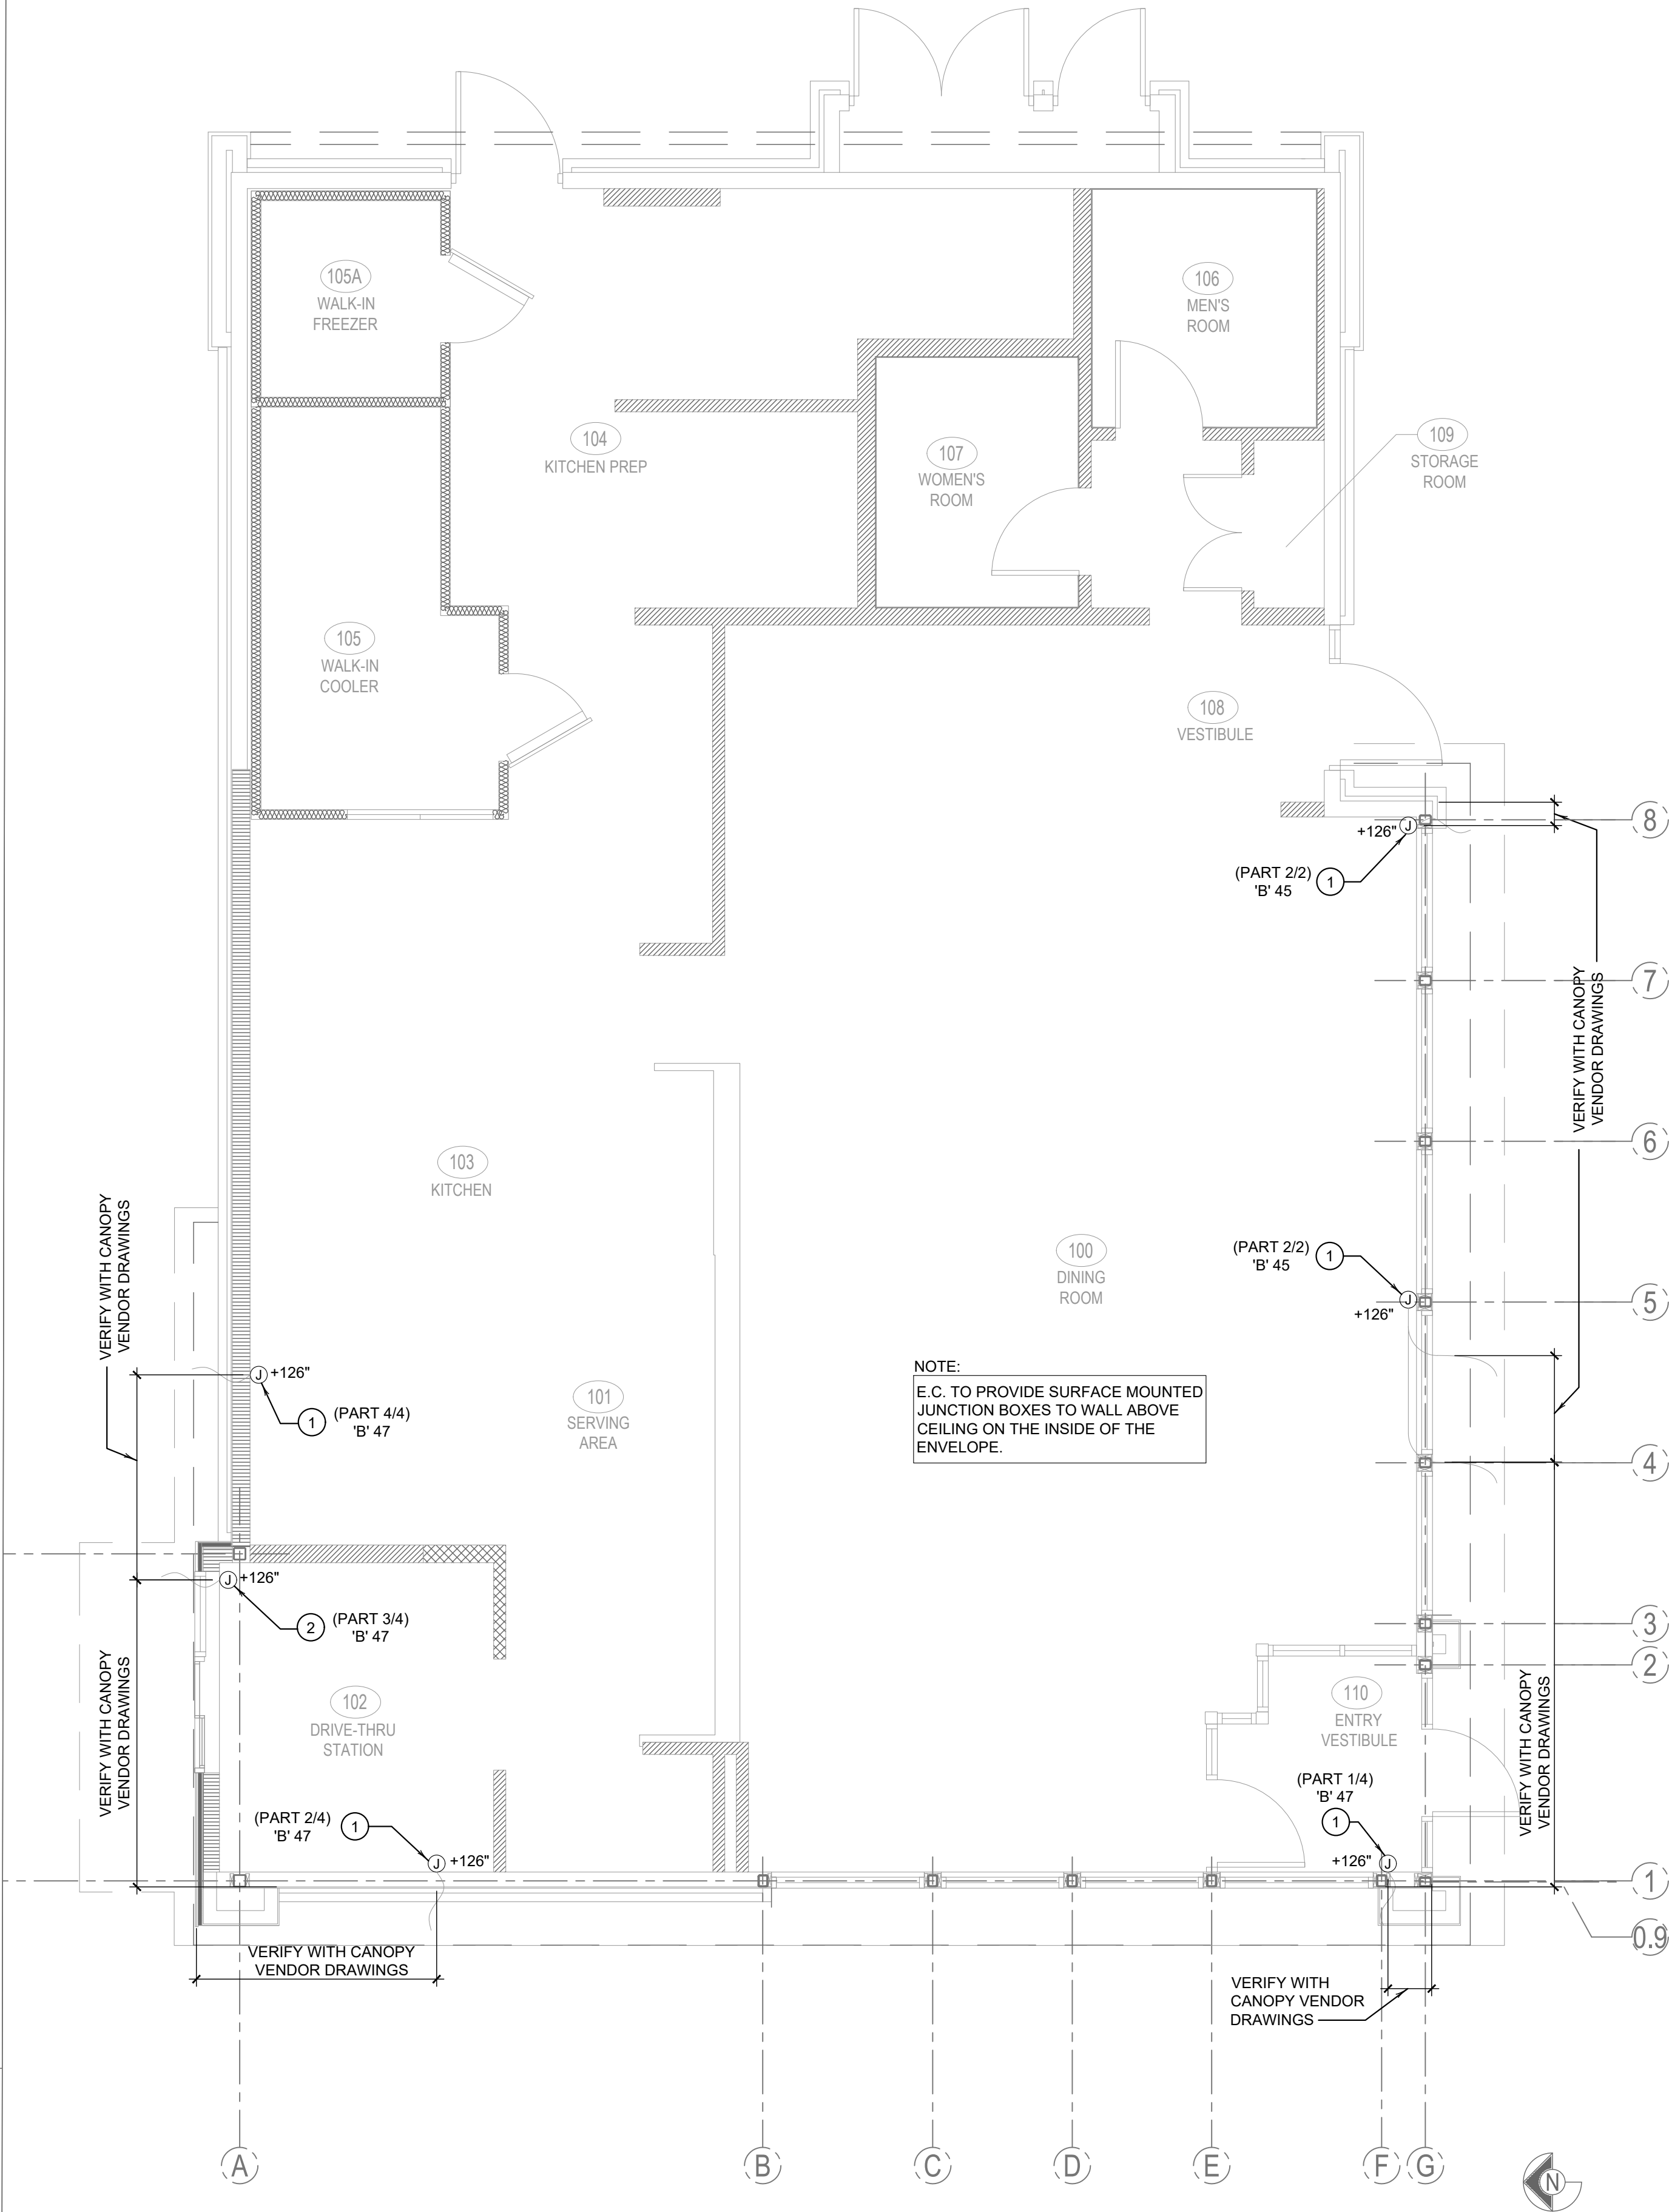 105A
WALK-IN
FREEZER
106
MEN'S
ROOM
104
KITCHEN PREP
107
WOMEN'S
ROOM
109
STORAGE
ROOM
105
WALK-IN
COOLER
108
VESTIBULE
8
+126"
J
(PART 2/2)
'B' 45
1
7
VERIFY WITH CANOPY
VENDOR DRAWINGS
6
103
KITCHEN
VERIFY WITH CANOPY
VENDOR DRAWINGS
100
DINING
ROOM
(PART 2/2)
'B' 45
1
J
+126"
5
J
+126"
1
(PART 4/4)
'B' 47
101
SERVING
AREA
NOTE:
E.C. TO PROVIDE SURFACE MOUNTED
JUNCTION BOXES TO WALL ABOVE
CEILING ON THE INSIDE OF THE
ENVELOPE.
4
J
+126"
2
(PART 3/4)
'B' 47
3
2
VERIFY WITH CANOPY
VENDOR DRAWINGS
102
DRIVE-THRU
STATION
110
ENTRY
VESTIBULE
VERIFY WITH CANOPY
VENDOR DRAWINGS
(PART 2/4)
'B' 47
1
J
+126"
(PART 1/4)
'B' 47
1
+126"
J
1
0.9
VERIFY WITH CANOPY
VENDOR DRAWINGS
VERIFY WITH
CANOPY VENDOR
DRAWINGS
A
B
C
D
E
F
G
N